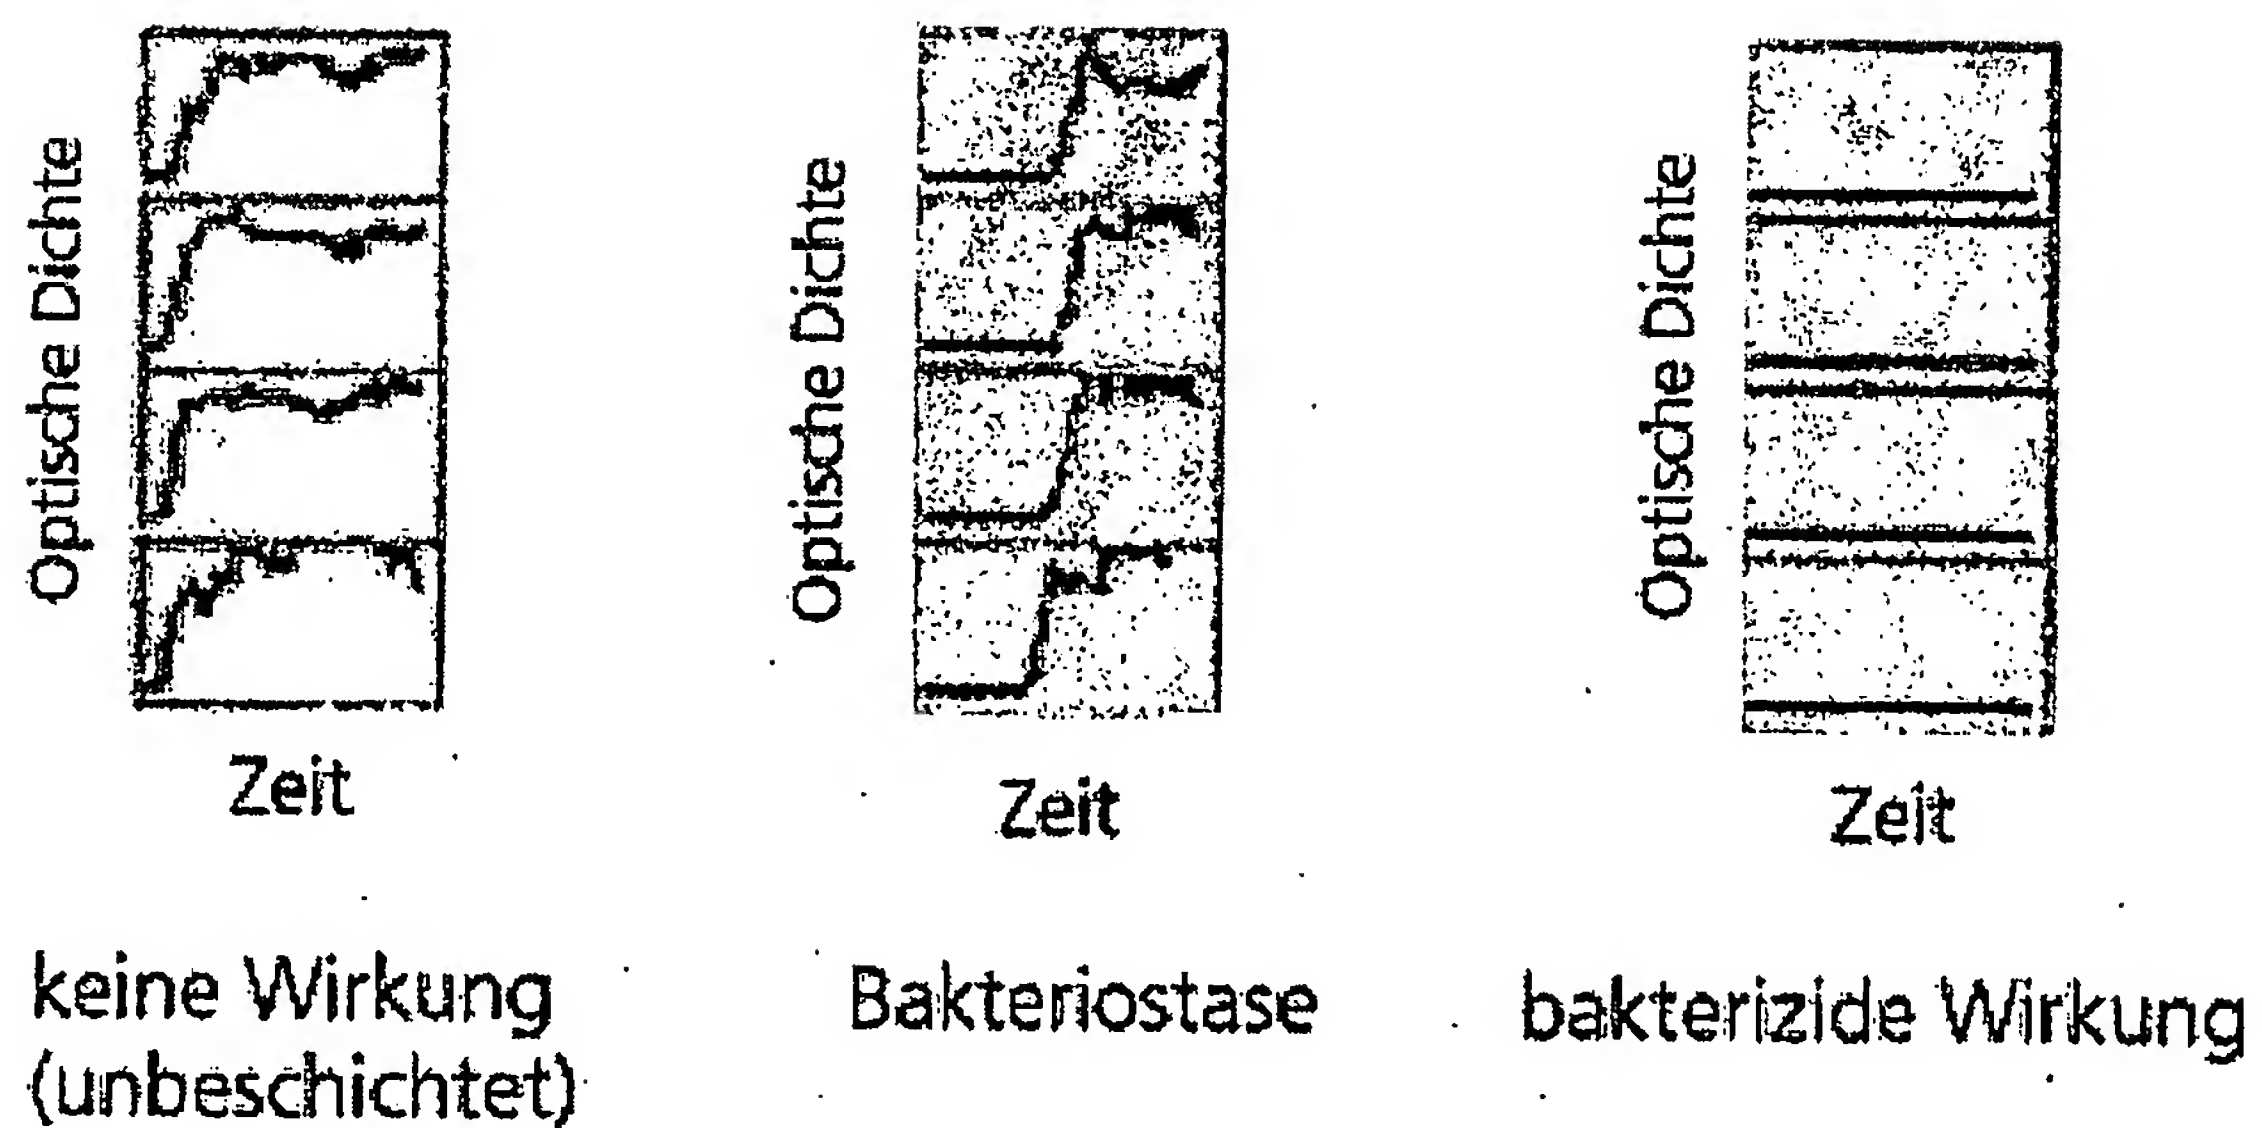 Optische Dichte
Zeit
keine Wirkung
(unbeschichtet)
Optische Dichte
Zeit
Bakteriostase
Optische Dichte
Zeit
bakterizide Wirkung